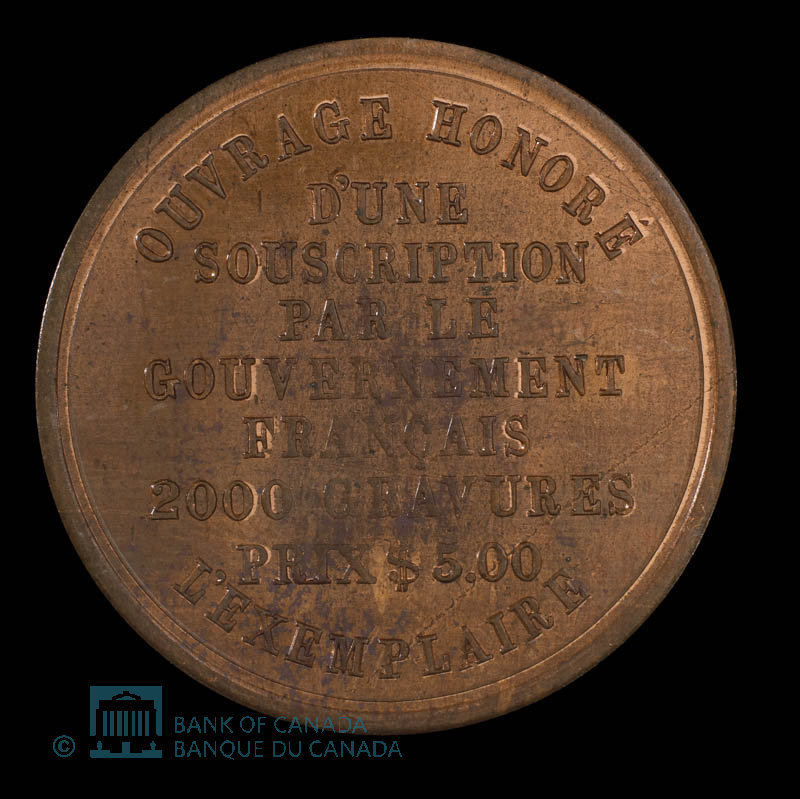 OUVRAGE HONORÉ
D'UNE
SOUSCRIPTION
PAR LE
GOUVERNEMENT
FRANÇAIS
2000 GRAVURES
PRIX $ 5.00
L'EXEMPLAIRE
© BANK OF CANADA
BANQUE DU CANADA